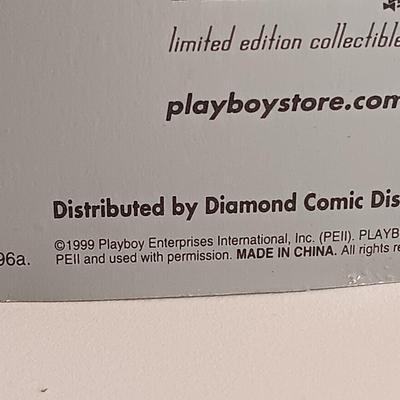 limited edition collectible
playboystore.com
Distributed by Diamond Comic Dis
©1999 Playboy Enterprises International, Inc. (PEII). PLAYB
96a. PEII and used with permission. MADE IN CHINA. All rights re